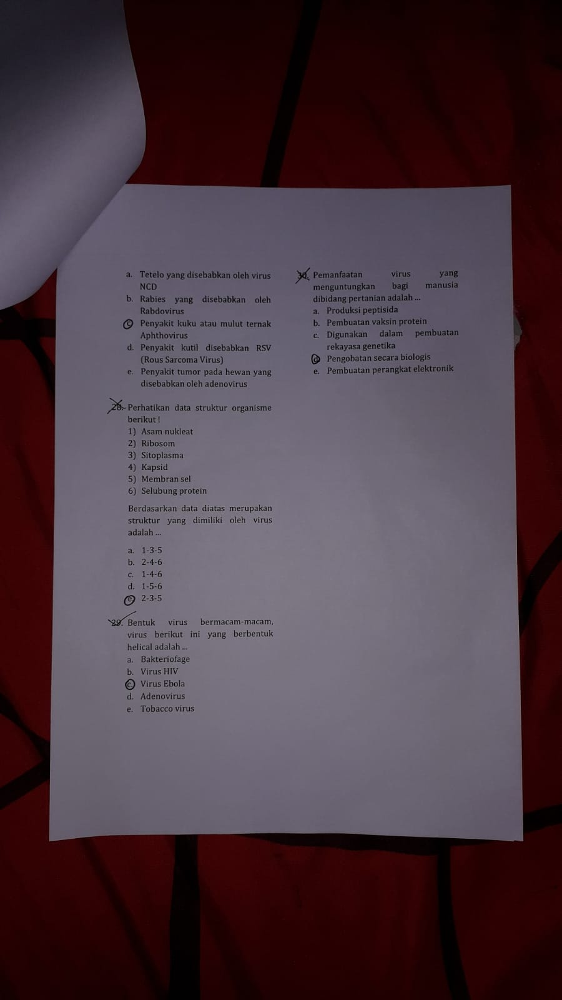 a. Tetelo yang disebabkan oleh virus
NCD
b. Rabies yang disebabkan oleh
Rabdovirus
c. Penyakit kuku atau mulut ternak
Aphthovirus
d. Penyakit kutil disebabkan RSV
(Rous Sarcoma Virus)
e. Penyakit tumor pada hewan yang
disebabkan oleh adenovirus
28. Perhatikan data struktur organisme
berikut !
1) Asam nukleat
2) Ribosom
3) Sitoplasma
4) Kapsid
5) Membran sel
6) Selubung protein
Berdasarkan data diatas merupakan
struktur yang dimiliki oleh virus
adalah ...
a. 1-3-5
b. 2-4-6
c. 1-4-6
d. 1-5-6
e. 2-3-5
29. Bentuk virus bermacam-macam,
virus berikut ini yang berbentuk
helical adalah ...
a. Bakteriofage
b. Virus HIV
c. Virus Ebola
d. Adenovirus
e. Tobacco virus
30. Pemanfaatan virus yang
menguntungkan bagi manusia
dibidang pertanian adalah ...
a. Produksi peptisida
b. Pembuatan vaksin protein
c. Digunakan dalam pembuatan
rekayasa genetika
d. Pengobatan secara biologis
e. Pembuatan perangkat elektronik